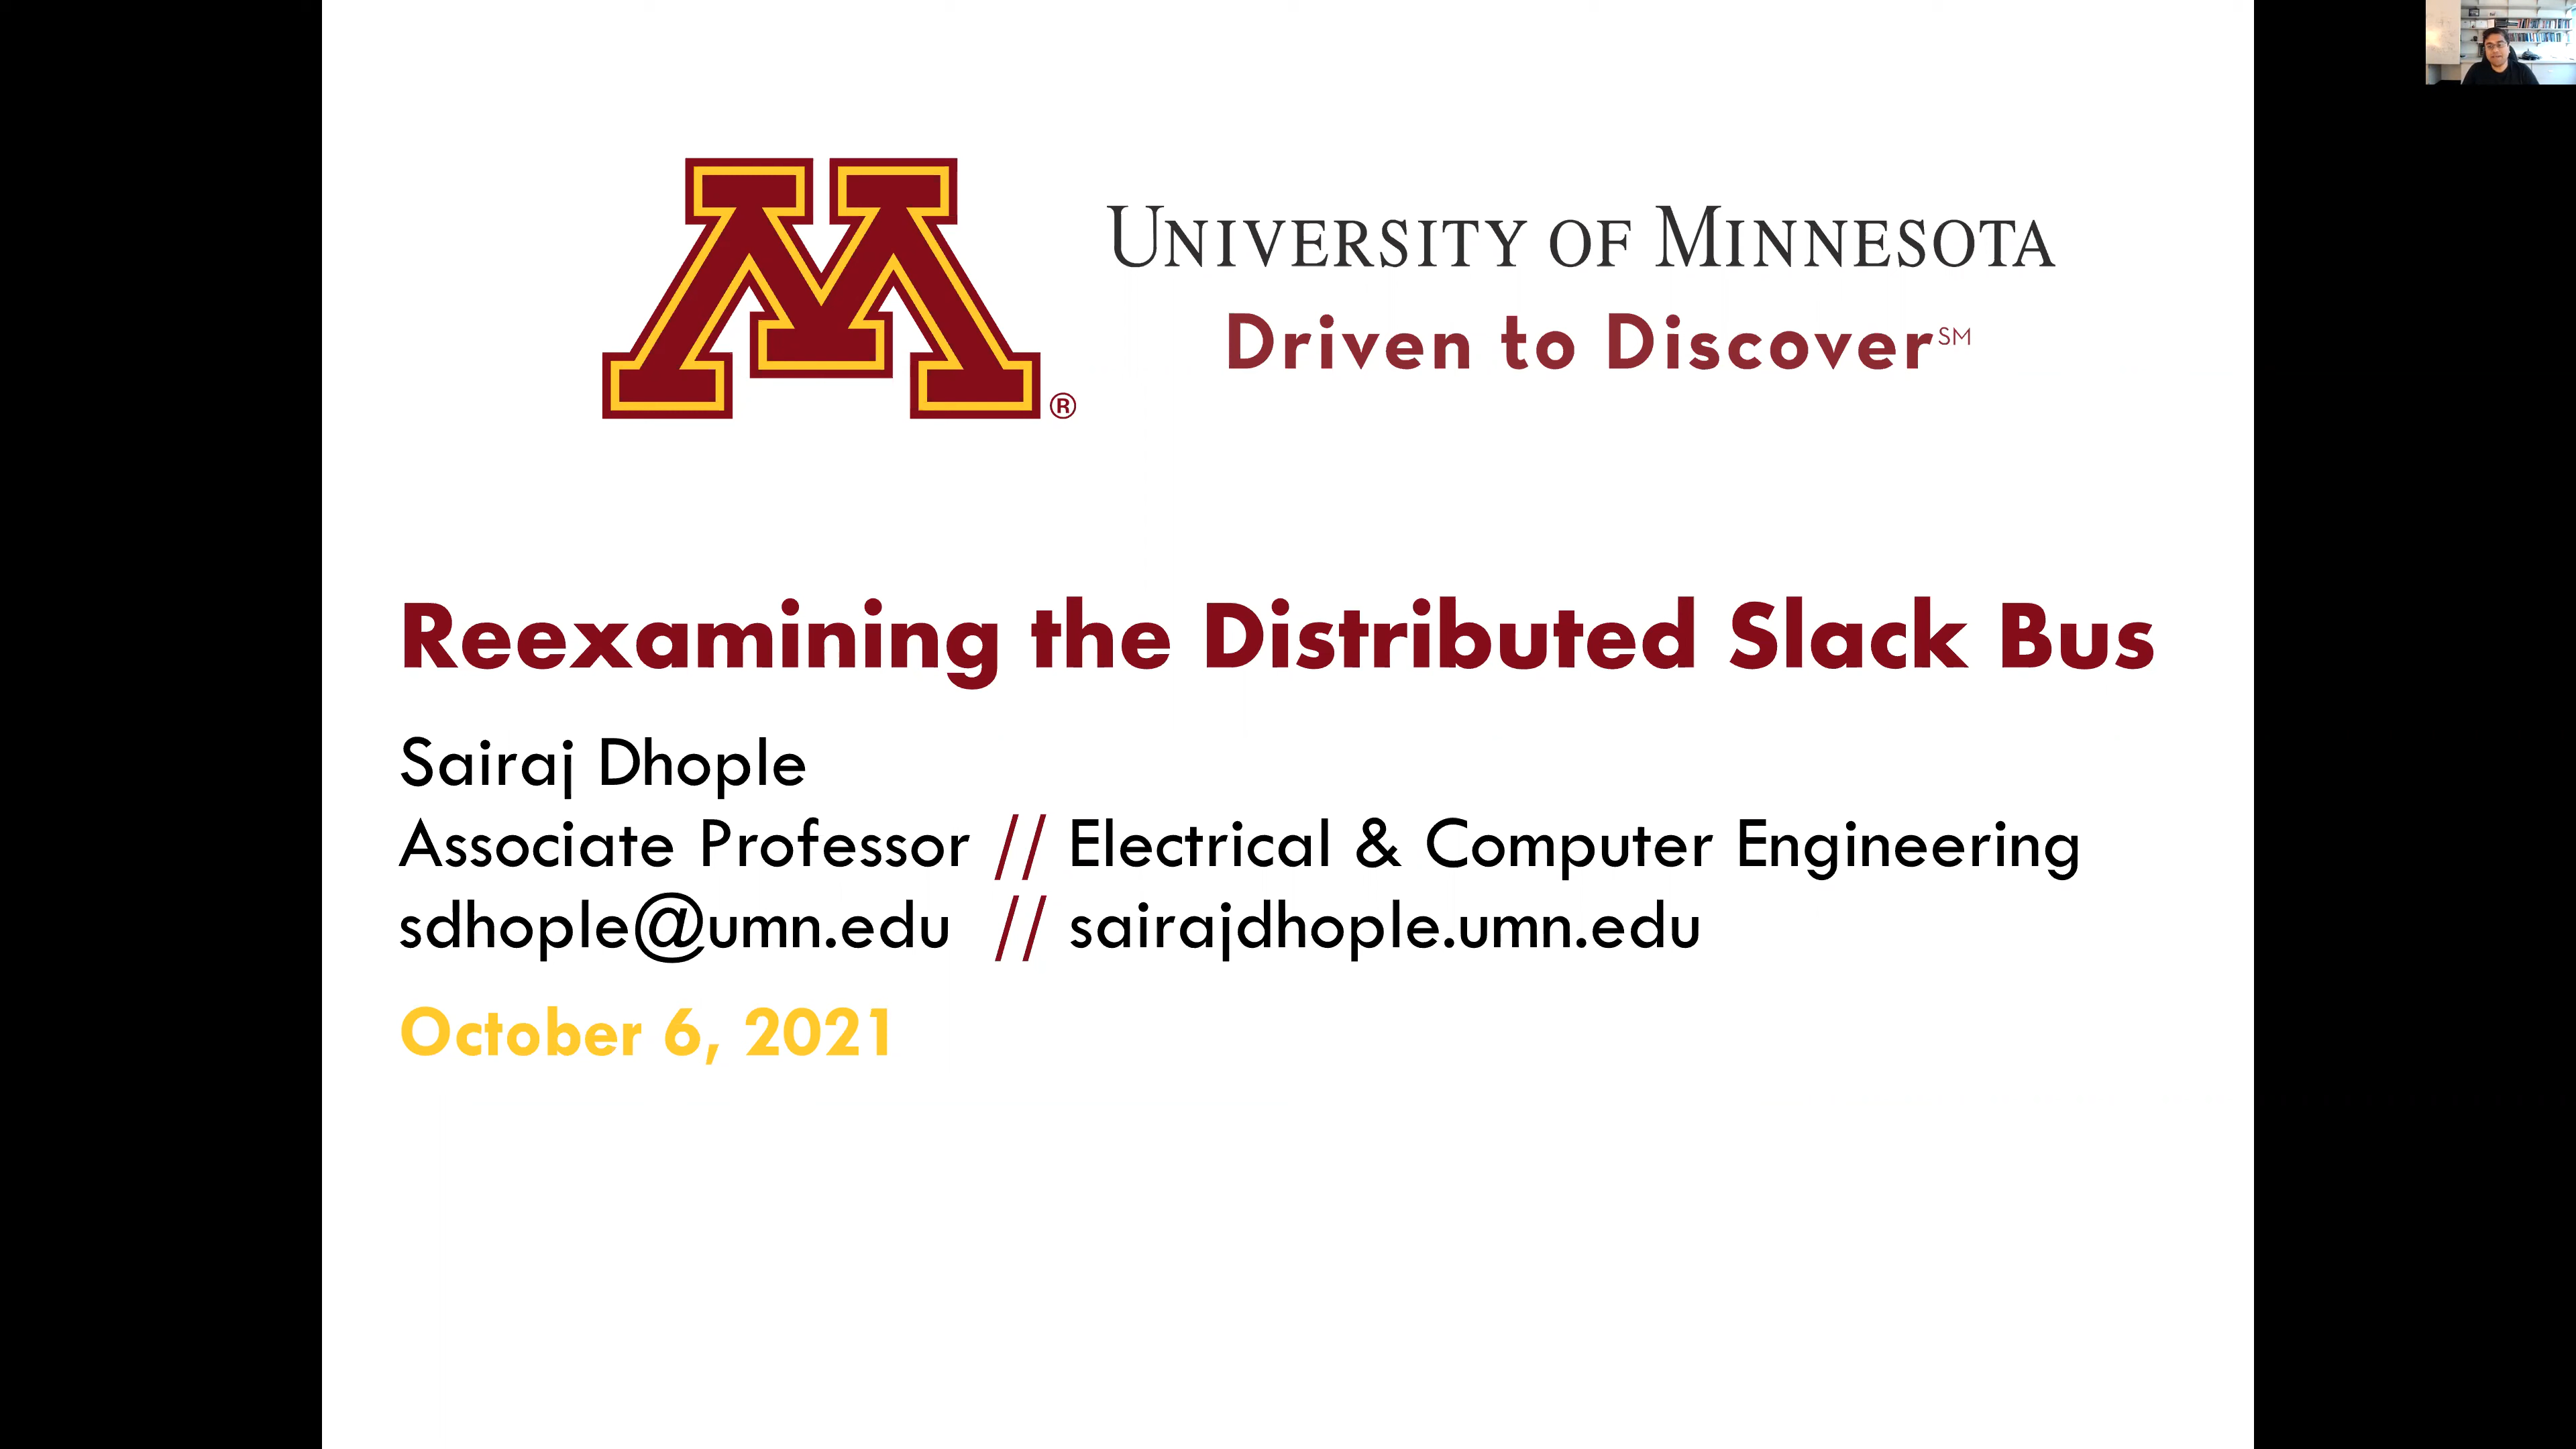 M®
UNIVERSITY OF MINNESOTA
Driven to Discover℠
Reexamining the Distributed Slack Bus
Sairaj Dhople
Associate Professor // Electrical & Computer Engineering
sdhople@umn.edu // sairajdhople.umn.edu
October 6, 2021